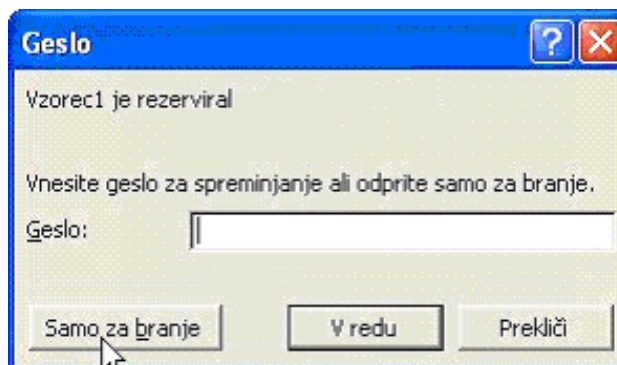 Geslo
Vzorec1 je rezerviral
Vnesite geslo za spreminjanje ali odprite samo za branje.
Geslo:
Samo za branje
V redu
Prekliči